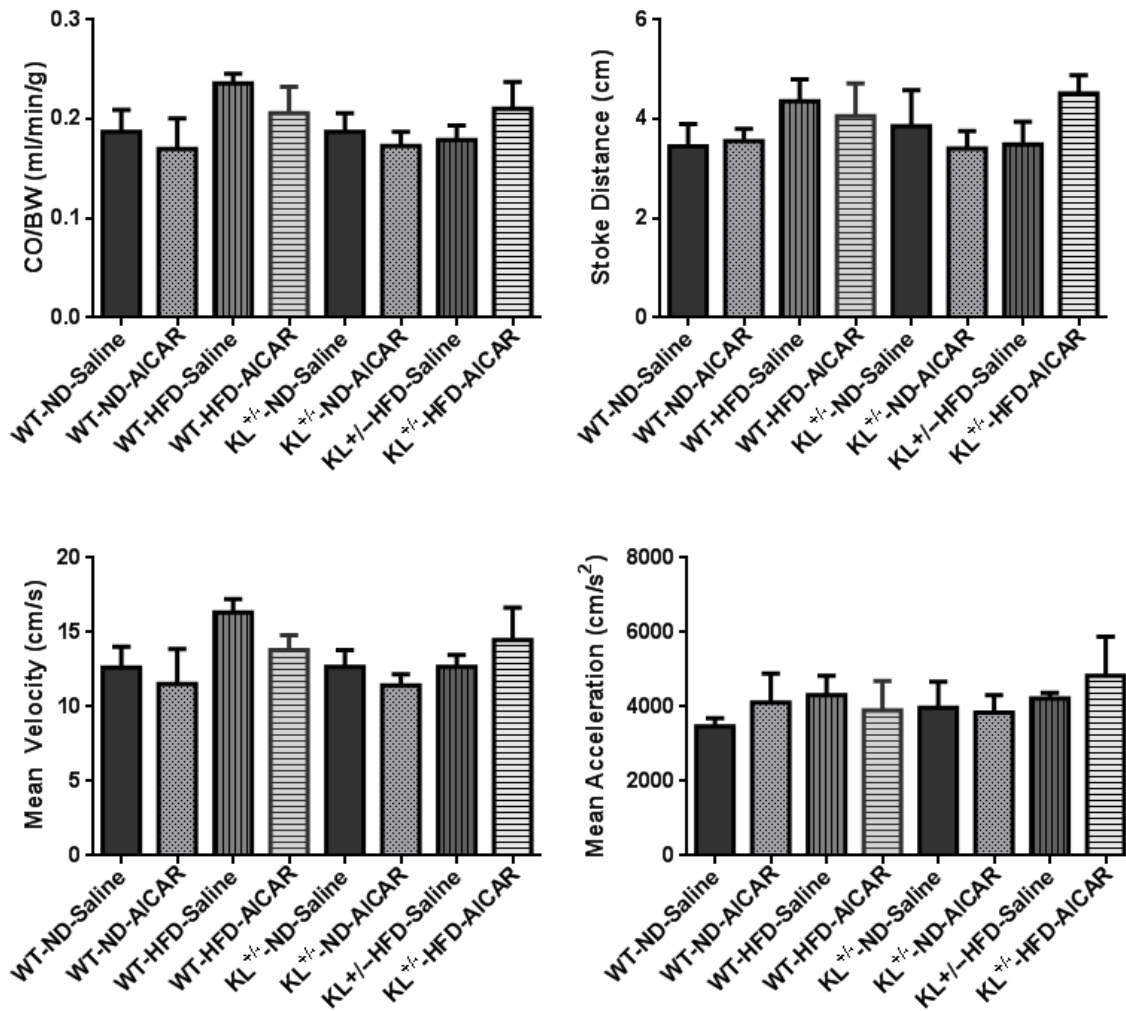 CO/BW (ml/min/g)
0.3
0.2
0.1
0.0
WT-ND-Saline
WT-ND-AICAR
WT-HFD-Saline
WT-HFD-AICAR
KL+/--ND-Saline
KL+/--ND-AICAR
KL+/–-HFD-Saline
KL+/--HFD-AICAR
Stoke Distance (cm)
6
4
2
0
WT-ND-Saline
WT-ND-AICAR
WT-HFD-Saline
WT-HFD-AICAR
KL+/--ND-Saline
KL+/--ND-AICAR
KL+/–-HFD-Saline
KL+/--HFD-AICAR
Mean Velocity (cm/s)
20
15
10
5
0
WT-ND-Saline
WT-ND-AICAR
WT-HFD-Saline
WT-HFD-AICAR
KL+/--ND-Saline
KL+/--ND-AICAR
KL+/–-HFD-Saline
KL+/--HFD-AICAR
Mean Acceleration (cm/s²)
8000
6000
4000
2000
0
WT-ND-Saline
WT-ND-AICAR
WT-HFD-Saline
WT-HFD-AICAR
KL+/--ND-Saline
KL+/--ND-AICAR
KL+/–-HFD-Saline
KL+/--HFD-AICAR